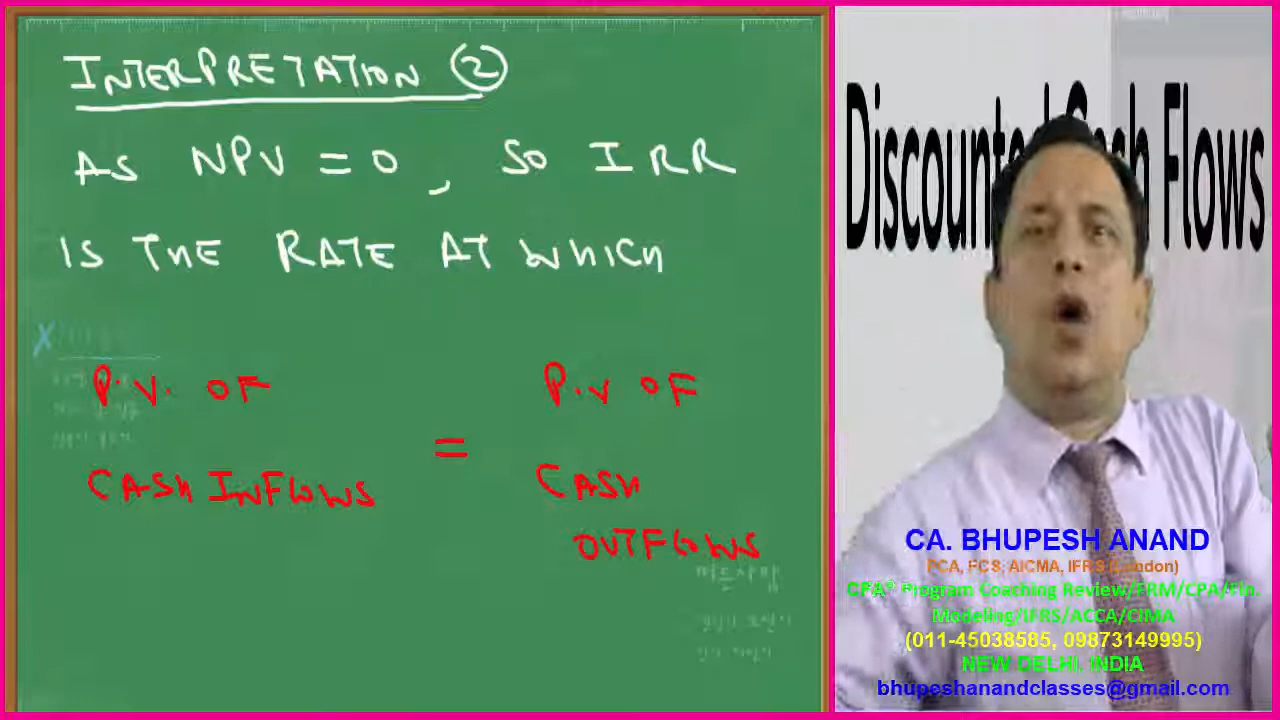 INTERPRETATION ②
AS NPV = 0, SO IRR
IS THE RATE AT WHICH
P.V. OF
CASH INFLOWS
=
P.V OF
CASH
OUTFLOWS
Discounted Cash Flows
CA. BHUPESH ANAND
FCA, FCS, AICMA, IFRS (London)
CFA® Program Coaching Review/FRM/CPA/Fin.
Modeling/IFRS/ACCA/CIMA
(011-45038585, 09873149995)
NEW DELHI. INDIA
bhupeshanandclasses@gmail.com